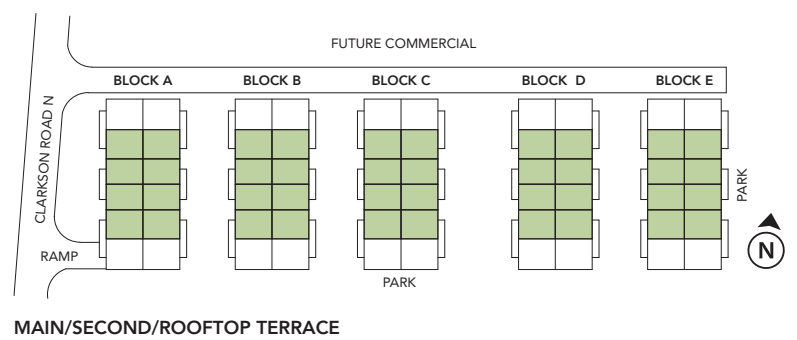 FUTURE COMMERCIAL
BLOCK A
BLOCK B
BLOCK C
BLOCK D
BLOCK E
CLARKSON ROAD N
PARK
N
RAMP
PARK
MAIN/SECOND/ROOFTOP TERRACE